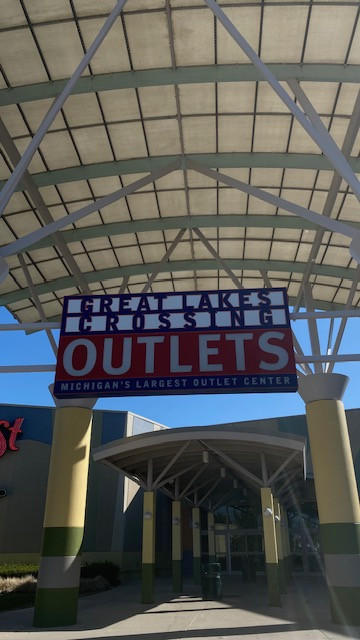 GREAT LAKES
CROSSING
OUTLETS
MICHIGAN'S LARGEST OUTLET CENTER